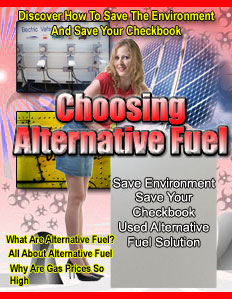 Discover How To Save The Environment
And Save Your Checkbook
Electric Vehicle
Choosing
Alternative Fuel
Save Environment
Save Your
Checkbook
Used Alternative
Fuel Solution
What Are Alternative Fuel?
All About Alternative Fuel
Why Are Gas Prices So
High